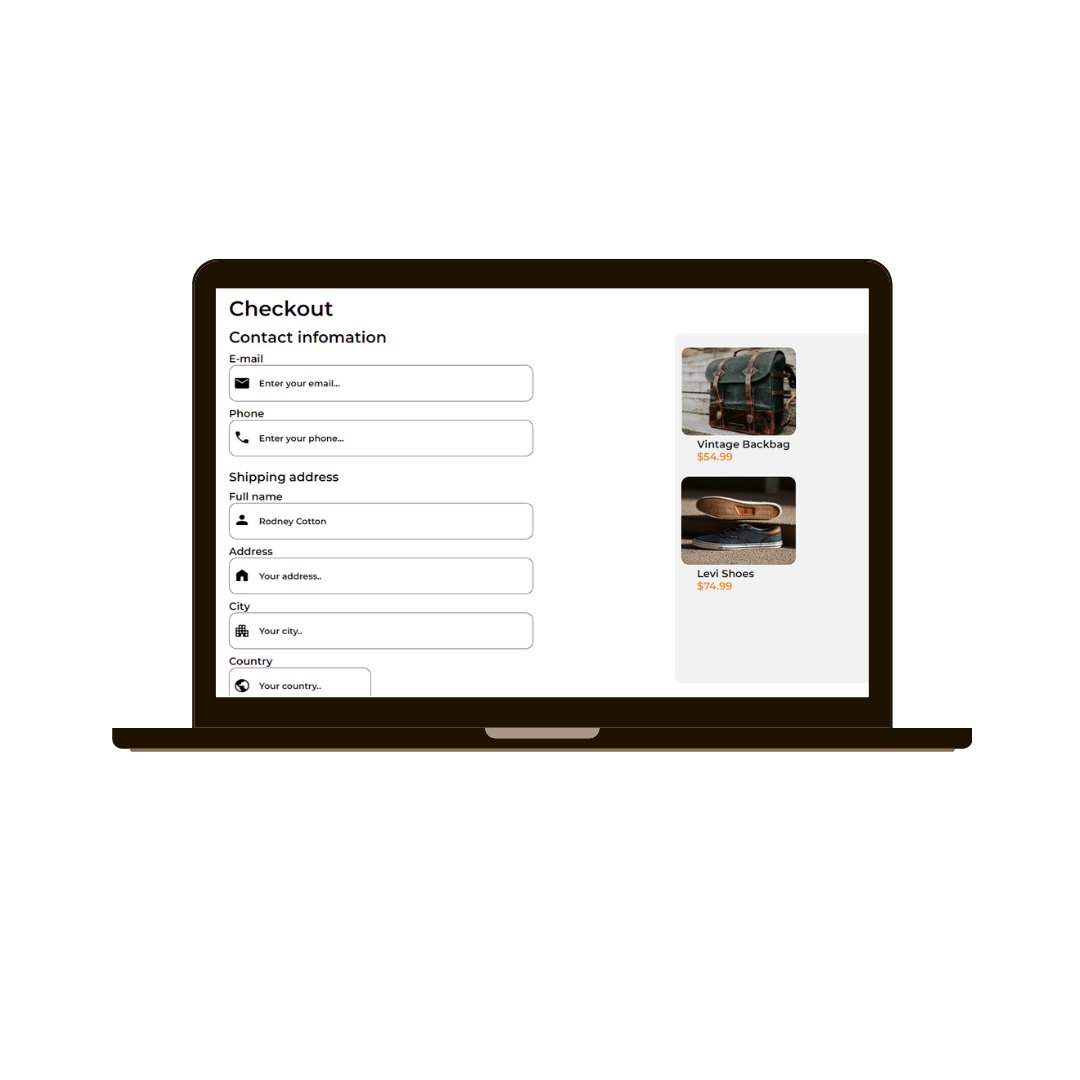 Checkout
Contact infomation
E-mail
Enter your email...
Phone
Enter your phone...
Shipping address
Full name
Rodney Cotton
Address
Your address..
City
Your city..
Country
Your country..
Vintage Backbag
$54.99
Levi Shoes
$74.99